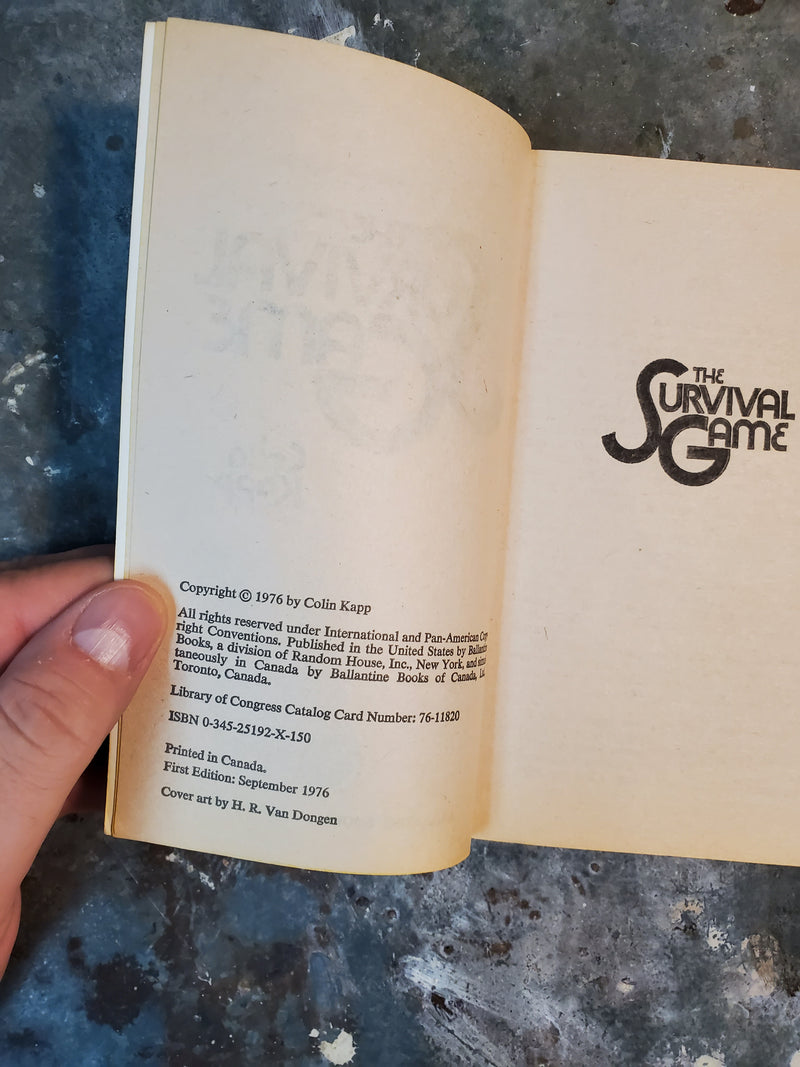 Copyright © 1976 by Colin Kapp
All rights reserved under International and Pan-American Copy
right Conventions. Published in the United States by Ballantine
Books, a division of Random House, Inc., New York, and simul
taneously in Canada by Ballantine Books of Canada, Ltd.
Toronto, Canada.
Library of Congress Catalog Card Number: 76-11820
ISBN 0-345-25192-X-150
Printed in Canada.
First Edition: September 1976
Cover art by H. R. Van Dongen
THE
SURVIVAL
GAME